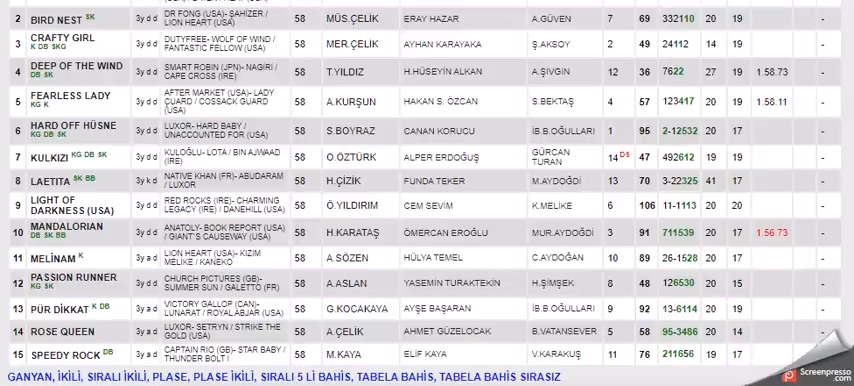 2 BIRD NEST SK 3y d d DR FONG (USA)- ŞAHİZER / LION HEART (USA) 58 MÜS.ÇELİK ERAY HAZAR A.GÜVEN 7 69 332110 20 19 -
3 CRAFTY GIRL K DB SKG 3y d d DUTYFREE- WOLF OF WIND / FANTASTIC FELLOW (USA) 58 MER.ÇELİK AYHAN KARAYAKA Ş.AKSOY 2 49 24112 14 19 -
4 DEEP OF THE WIND DB SK 3y d d SMART ROBIN (JPN)- NAGİRİ / CAPE CROSS (IRE) 58 T.YILDIZ H.HÜSEYİN ALKAN A.ŞIVGIN 12 36 7622 27 19 1.58.73 -
5 FEARLESS LADY KG K 3y d d AFTER MARKET (USA)- LADY GUARD / COSSACK GUARD (USA) 58 A.KURŞUN HAKAN S. ÖZCAN S.BEKTAŞ 4 57 123417 20 19 1.58.11 -
6 HARD OFF HÜSNE KG DB SK 3y d d LUXOR- HARD BABY / UNACCOUNTED FOR (USA) 58 S.BOYRAZ CANAN KORUCU İB.B.OĞULLARI 1 95 2-12532 20 17 -
7 KULKIZI KG DB SK 3y d d KULOĞLU- LOTA / BIN AJWAAD (IRE) 58 O.ÖZTÜRK ALPER ERDOĞUŞ GÜRCAN TURAN 14 DS 47 492612 19 19 -
8 LAETITA SK BB 3y k d NATIVE KHAN (FR)- ABUDARAM / LUXOR 58 H.ÇİZİK FUNDA TEKER M.AYDOĞDİ 13 70 3-22325 41 17 -
9 LIGHT OF DARKNESS (USA) 3y d d RED ROCKS (IRE)- CHARMING LEGACY (IRE) / DANEHILL (USA) 58 Ö.YILDIRIM CEM SEVİM K.MELİKE 6 106 11-1113 20 20 -
10 MANDALORIAN DB SK BB 3y d d ANATOLY- BOOK REPORT (USA) / GIANT'S CAUSEWAY (USA) 58 H.KARATAŞ ÖMERCAN EROĞLU MUR.AYDOĞDİ 3 91 711539 20 17 1.56.73 -
11 MELİNAM K 3y a d LION HEART (USA)- KIZIM MELİKE / KANEKO 58 A.SÖZEN HÜLYA TEMEL C.AYDOĞAN 10 89 26-1528 20 17 -
12 PASSION RUNNER KG SK 3y d d CHURCH PICTURES (GB)- SUMMER SUN / GALETTO (FR) 58 A.ASLAN YASEMİN TURAKTEKİN H.ŞİMŞEK 8 48 126530 20 17 -
13 PÜR DİKKAT K DB 3y a d VICTORY GALLOP (CAN)- LUNARAT / ROYAL ABJAR (USA) 58 G.KOCAKAYA AYŞE BAŞARAN İB.B.OĞULLARI 9 92 13-6114 20 19 -
14 ROSE QUEEN 3y a d LUXOR- SETRYN / STRIKE THE GOLD (USA) 58 A.ÇELİK AHMET GÜZELOCAK B.VATANSEVER 5 58 95-3486 20 14 -
15 SPEEDY ROCK DB 3y a d CAPTAIN RIO (GB)- STAR BABY / THUNDER BOLT I 58 M.KAYA ELİF KAYA V.KARAKUŞ 11 76 211656 19 17 -
GANYAN, İKİLİ, SIRALI İKİLİ, PLASE, PLASE İKİLİ, SIRALI 5 Lİ BAHİS, TABELA BAHİS, TABELA BAHİS SIRASIZ
Screenpresso